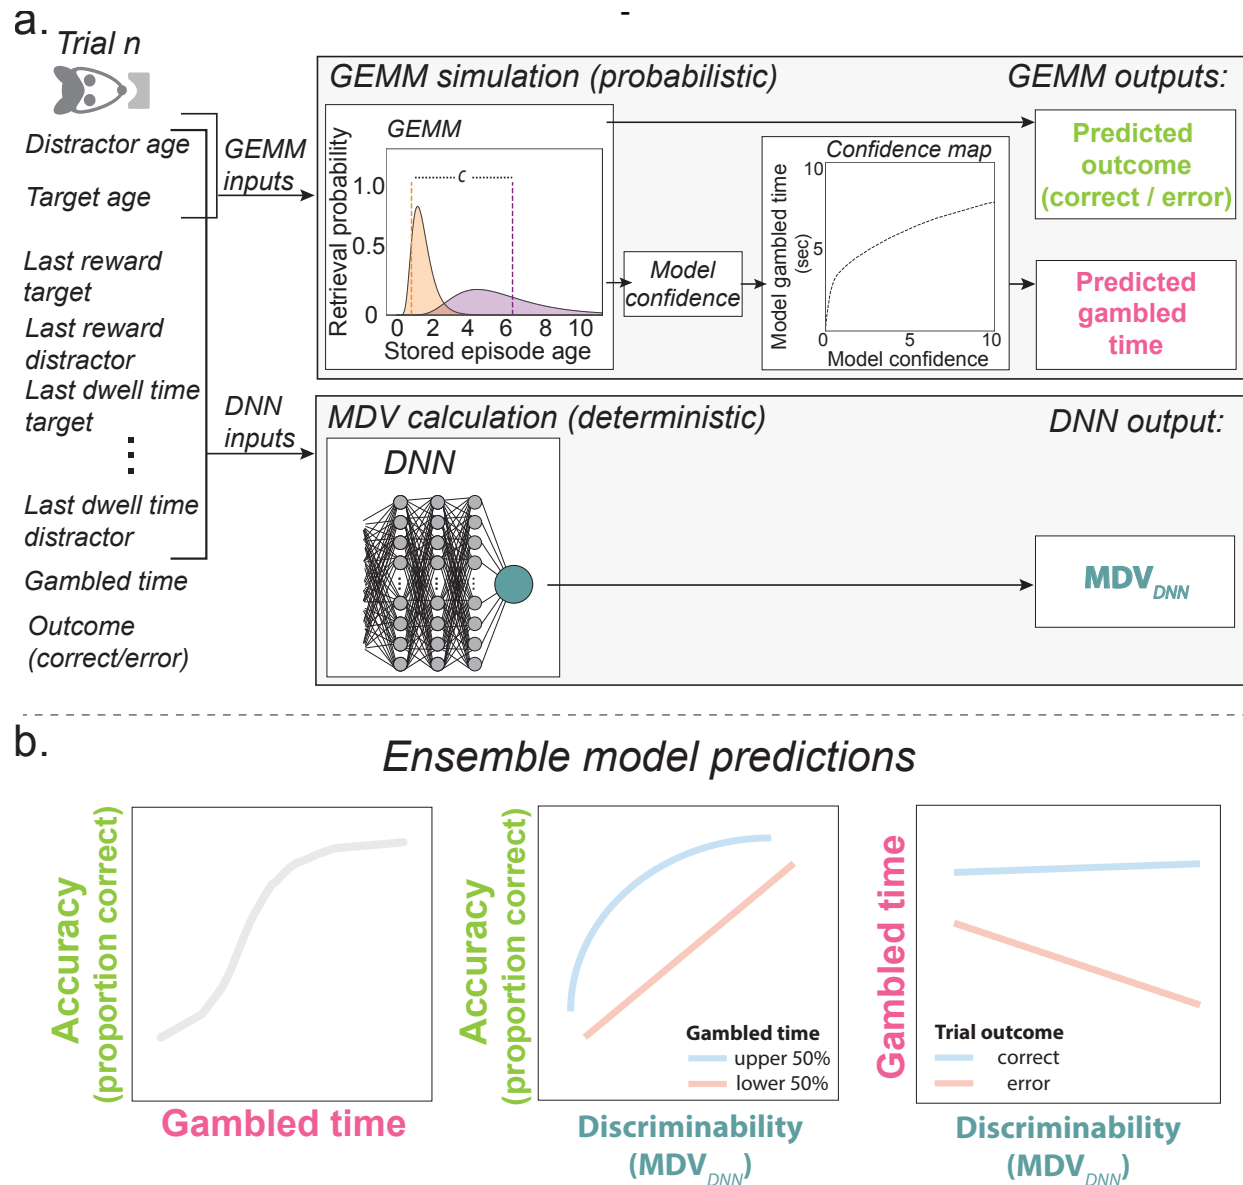 a.
Trial n
Distractor age
Target age
Last reward
target
Last reward
distractor
Last dwell time
target
Last dwell time
distractor
Gambled time
Outcome
(correct/error)
GEMM
inputs
DNN
inputs
GEMM simulation (probabilistic)
GEMM outputs:
GEMM
Retrieval probability
1.0
0.5
0
c
0 2 4 6 8 10
Stored episode age
Model
confidence
Confidence map
Model gambled time
(sec)
10
5
0
0 5 10
Model confidence
Predicted
outcome
(correct / error)
Predicted
gambled
time
MDV calculation (deterministic)
DNN output:
DNN
MDV DNN
b.
Ensemble model predictions
Accuracy
(proportion correct)
Gambled time
Accuracy
(proportion correct)
Gambled time
upper 50%
lower 50%
Discriminability
(MDV DNN)
Gambled time
Trial outcome
correct
error
Discriminability
(MDV DNN)